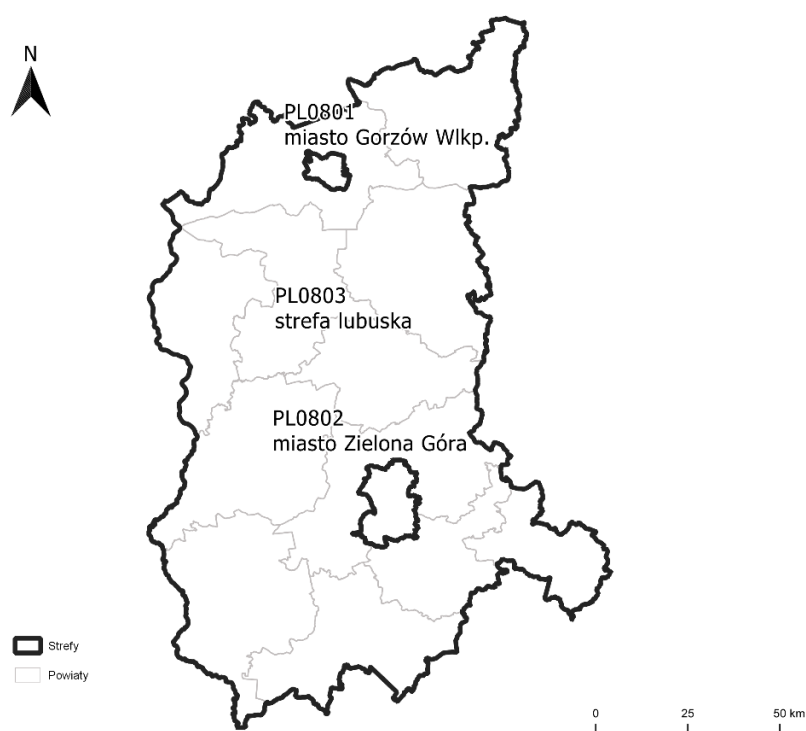 N
PL0801
miasto Gorzów Wlkp.
PL0803
strefa lubuska
PL0802
miasto Zielona Góra
Strefy
Powiaty
0 25 50 km